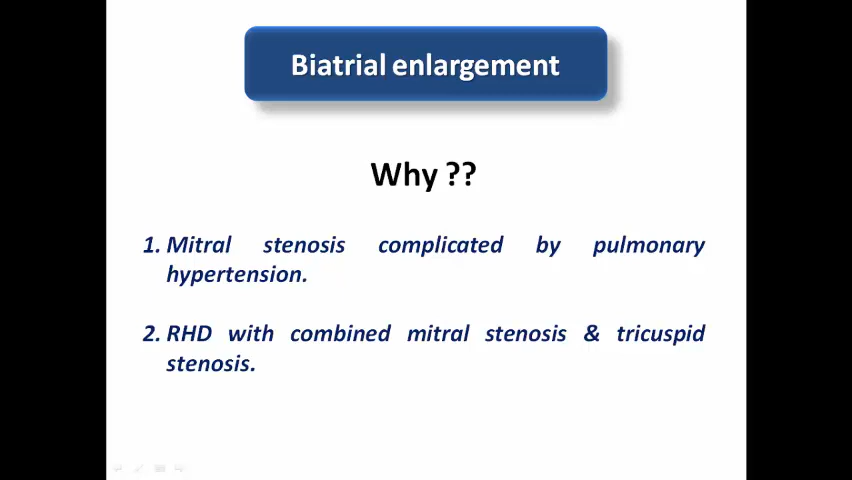 Biatrial enlargement
Why ??
1. Mitral stenosis complicated by pulmonary
hypertension.
2. RHD with combined mitral stenosis & tricuspid
stenosis.